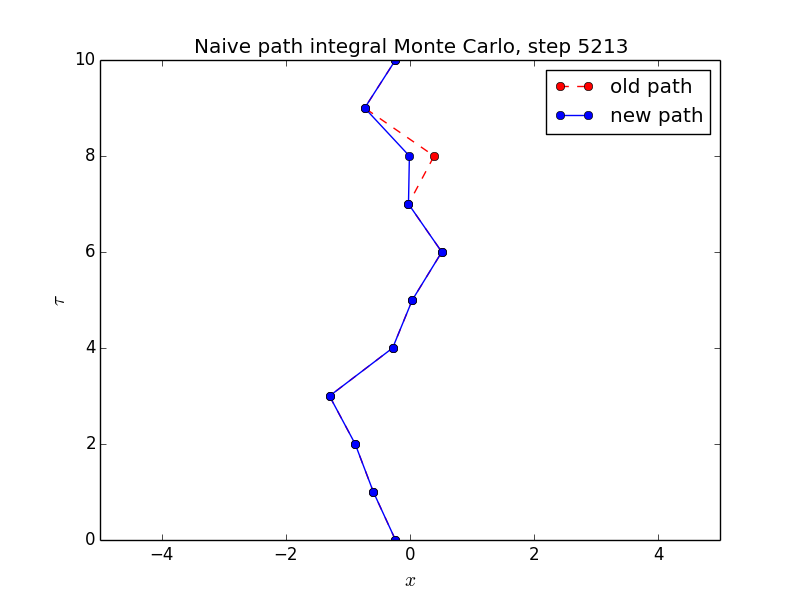 Naive path integral Monte Carlo, step 5213
old path
new path
10
8
6
4
2
0
τ
−4 −2 0 2 4
x